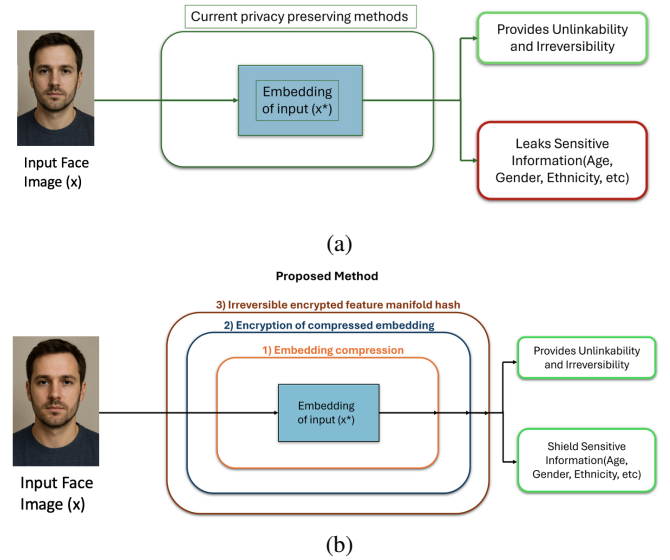 Current privacy preserving methods
Provides Unlinkability
and Irreversibility
Embedding
of input (x*)
Leaks Sensitive
Information(Age,
Gender, Ethnicity, etc)
Input Face
Image (x)
(a)
Proposed Method
3) Irreversible encrypted feature manifold hash
2) Encryption of compressed embedding
1) Embedding compression
Provides Unlinkability
and Irreversibility
Embedding
of input (x*)
Shield Sensitive
Information(Age,
Gender, Ethnicity, etc)
Input Face
Image (x)
(b)